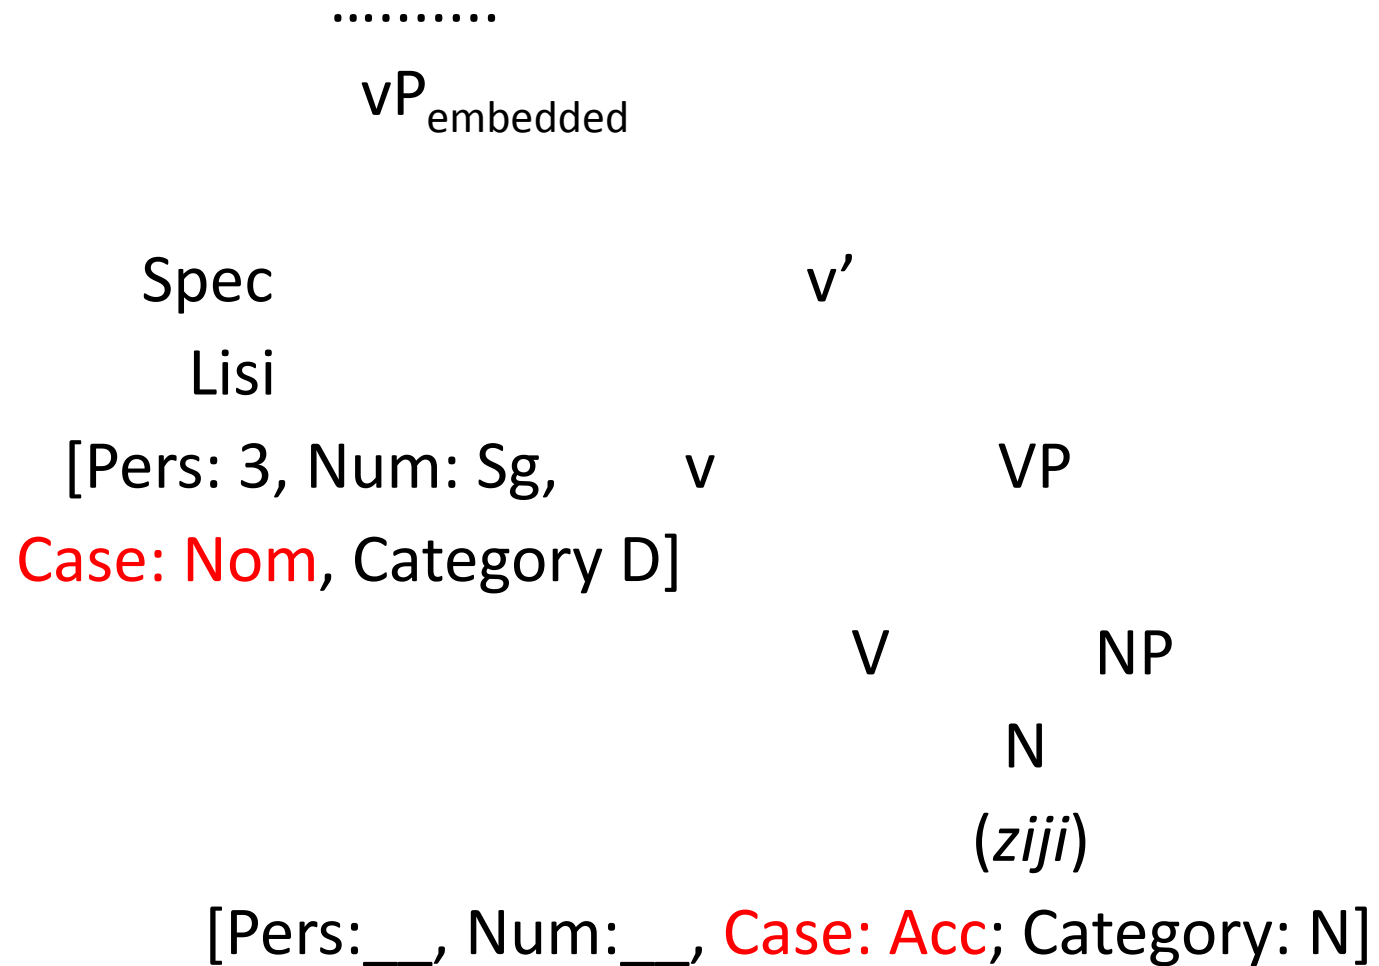 ..........
vPembedded
Spec v’
Lisi
[Pers: 3, Num: Sg, v VP
Case: Nom, Category D]
V NP
N
(ziji)
[Pers:__, Num:__, Case: Acc; Category: N]